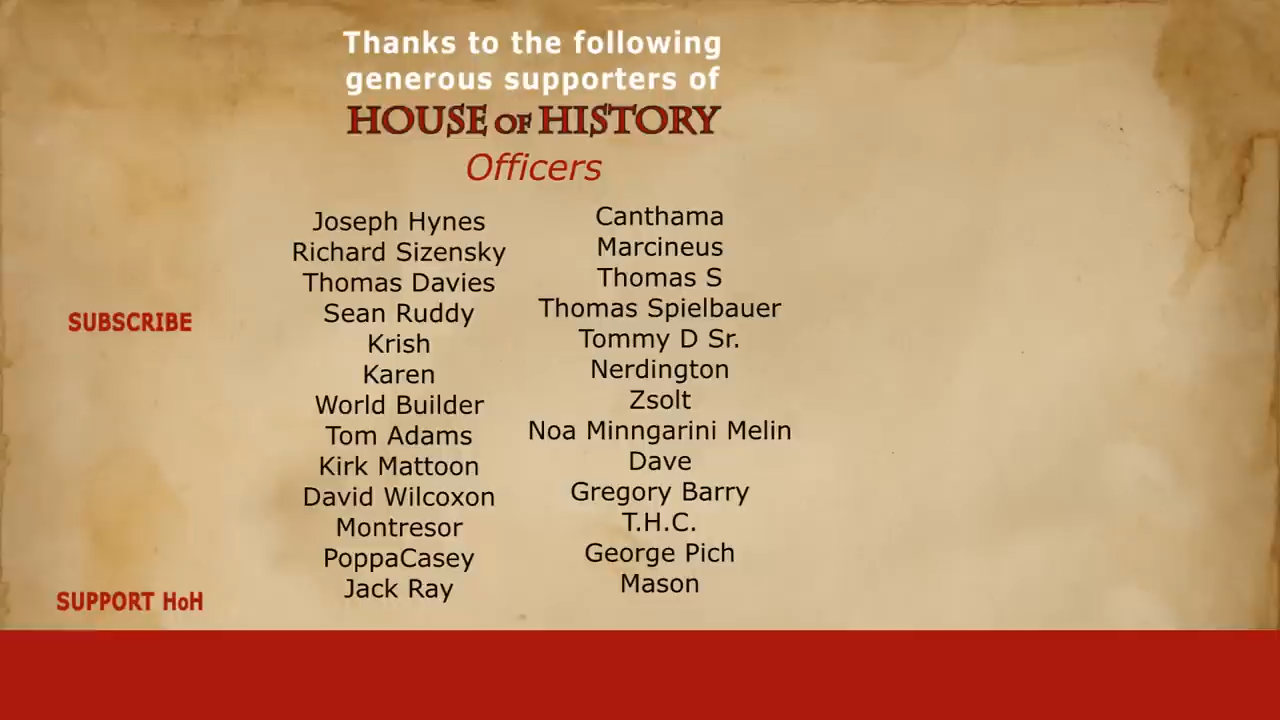 Thanks to the following
generous supporters of
HOUSE OF HISTORY
Officers
Joseph Hynes
Richard Sizensky
Thomas Davies
Sean Ruddy
Krish
Karen
World Builder
Tom Adams
Kirk Mattoon
David Wilcoxon
Montresor
PoppaCasey
Jack Ray
Canthama
Marcineus
Thomas S
Thomas Spielbauer
Tommy D Sr.
Nerdington
Zsolt
Noa Minngarini Melin
Dave
Gregory Barry
T.H.C.
George Pich
Mason
SUBSCRIBE
SUPPORT HoH